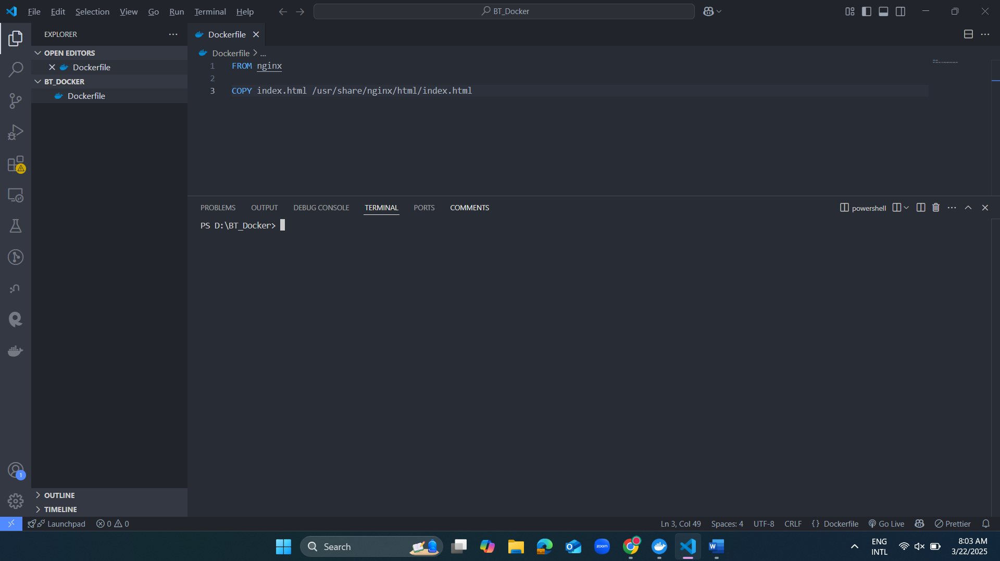 File Edit Selection View Go Run Terminal Help
BT_Docker
EXPLORER
OPEN EDITORS
Dockerfile
BT_DOCKER
Dockerfile
OUTLINE
TIMELINE
Dockerfile
Dockerfile > ...
1 FROM nginx
2
3 COPY index.html /usr/share/nginx/html/index.html
PROBLEMS OUTPUT DEBUG CONSOLE TERMINAL PORTS COMMENTS
powershell
PS D:\BT_Docker>
1
Launchpad 0 0
Ln 3, Col 49 Spaces: 4 UTF-8 CRLF {} Dockerfile Go Live Prettier
Search
zoom
ENG
INTL
8:03 AM
3/22/2025